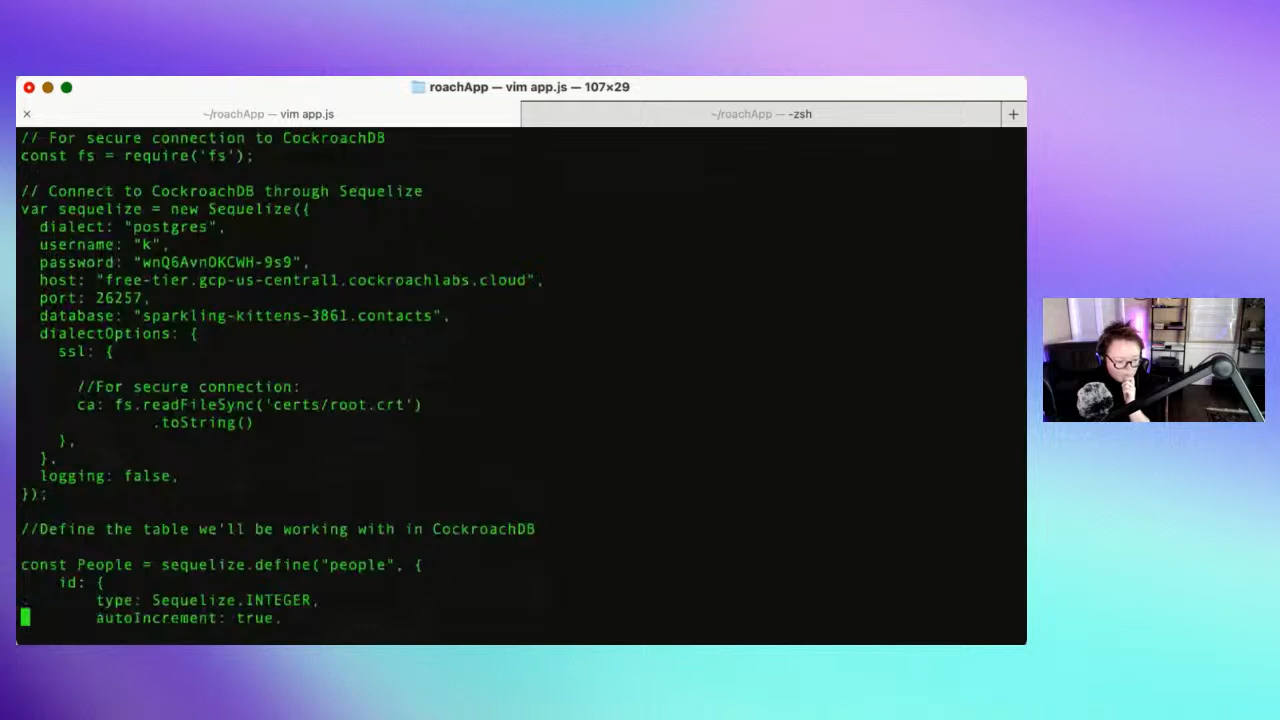 roachApp — vim app.js — 107×29
~/roachApp — vim app.js
~/roachApp — -zsh
// For secure connection to CockroachDB
const fs = require('fs');
// Connect to CockroachDB through Sequelize
var sequelize = new Sequelize({
dialect: "postgres",
username: "k",
password: "wnQ6AvnOKCWH-9s9",
host: "free-tier.gcp-us-central1.cockroachlabs.cloud",
port: 26257,
database: "sparkling-kittens-3861.contacts",
dialectOptions: {
ssl: {
//For secure connection:
ca: fs.readFileSync('certs/root.crt')
.toString()
},
},
logging: false,
});
//Define the table we'll be working with in CockroachDB
const People = sequelize.define("people", {
id: {
type: Sequelize.INTEGER,
autoIncrement: true,